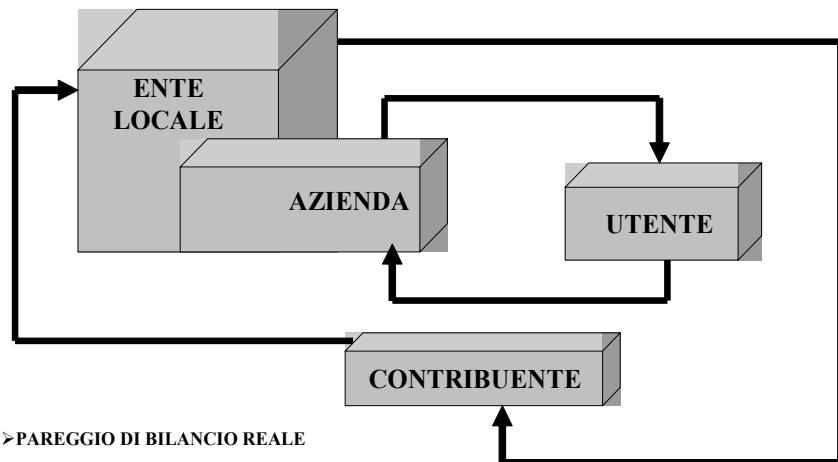 ENTE
LOCALE
AZIENDA
UTENTE
CONTRIBUENTE
➢PAREGGIO DI BILANCIO REALE